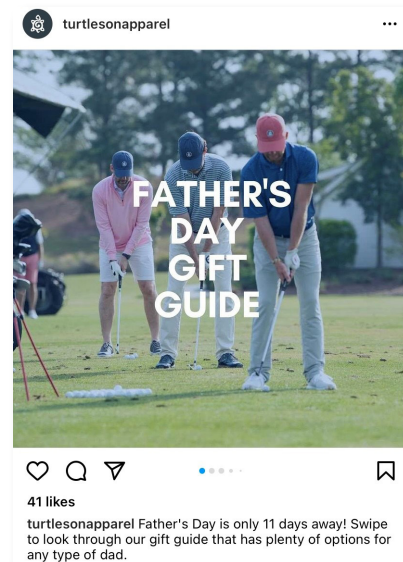 turtlesonapparel
FATHER'S
DAY
GIFT
GUIDE
41 likes
turtlesonapparel Father's Day is only 11 days away! Swipe
to look through our gift guide that has plenty of options for
any type of dad.